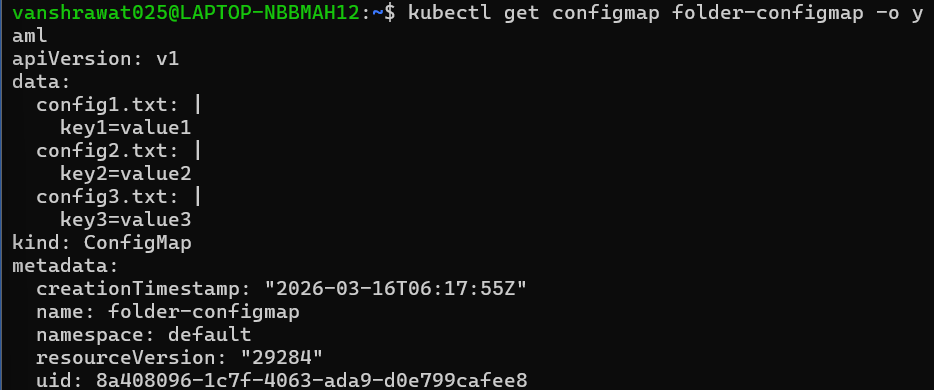 vanshrawat025@LAPTOP-NBBMAH12:~$ kubectl get configmap folder-configmap -o y
aml
apiVersion: v1
data:
  config1.txt: |
    key1=value1
  config2.txt: |
    key2=value2
  config3.txt: |
    key3=value3
kind: ConfigMap
metadata:
  creationTimestamp: "2026-03-16T06:17:55Z"
  name: folder-configmap
  namespace: default
  resourceVersion: "29284"
  uid: 8a408096-1c7f-4063-ada9-d0e799cafee8